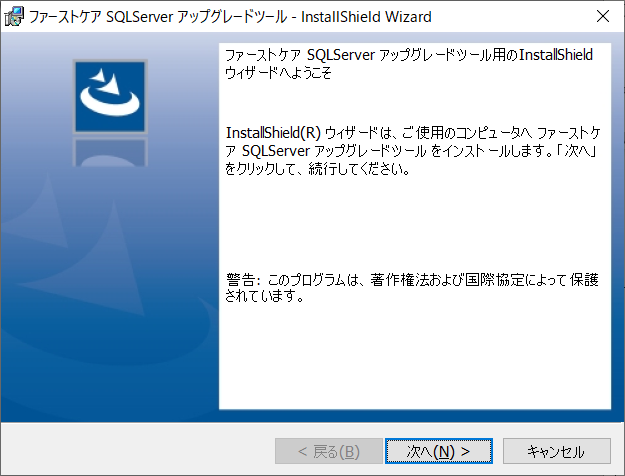 ファーストケア SQLServer アップグレードツール - InstallShield Wizard
ファーストケア SQLServer アップグレードツール用のInstallShield
ウィザードへようこそ
InstallShield(R) ウィザードは、ご使用のコンピュータへ ファーストケ
ア SQLServer アップグレードツール をインストールします。「次へ」
をクリックして、続行してください。
警告: このプログラムは、著作権法および国際協定によって保護
されています。
< 戻る(B)
次へ(N) >
キャンセル